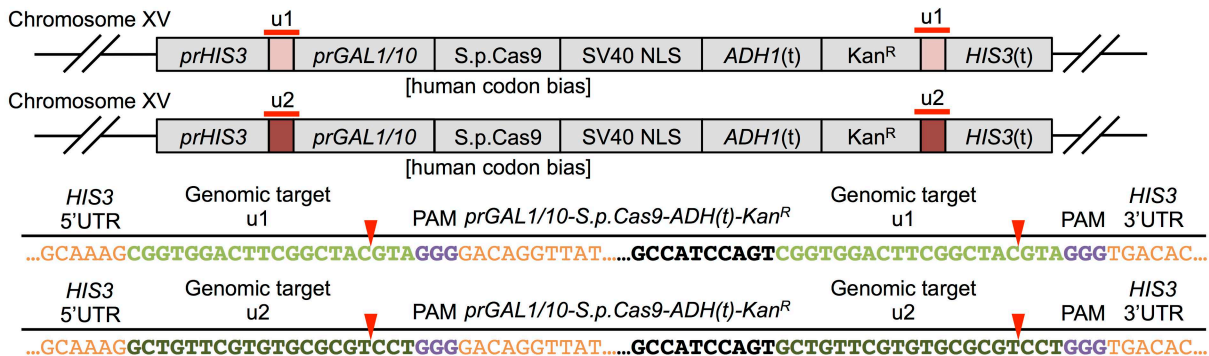 Chromosome XV u1 u1
prHIS3 prGAL1/10 S.p.Cas9 SV40 NLS ADH1(t) KanR HIS3(t)
[human codon bias]
Chromosome XV u2 u2
prHIS3 prGAL1/10 S.p.Cas9 SV40 NLS ADH1(t) KanR HIS3(t)
[human codon bias]
HIS3 Genomic target Genomic target HIS3
5’UTR u1 PAM prGAL1/10-S.p.Cas9-ADH(t)-KanR u1 PAM 3’UTR
...GCAAAGCGGTGGACTTCGGCTACGTAGGGGACAGGTTAT......GCCATCCAGTCGGTGGACTTCGGCTACGTAGGGTGACAC...
HIS3 Genomic target Genomic target HIS3
5’UTR u2 PAM prGAL1/10-S.p.Cas9-ADH(t)-KanR u2 PAM 3’UTR
...GCAAAGGCTGTTCGTGTGCGCGTCCTGGGGACAGGTTAT......GCCATCCAGTGCTGTTCGTGTGCGCGTCCTGGGTGACAC...